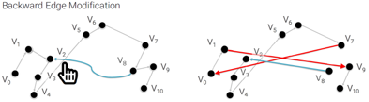 Backward Edge Modification
V5 V6
V1 V2 V7
V8 V9
V3
V4 V10
V5 V6
V1 V2 V7
V8 V9
V3
V4 V10